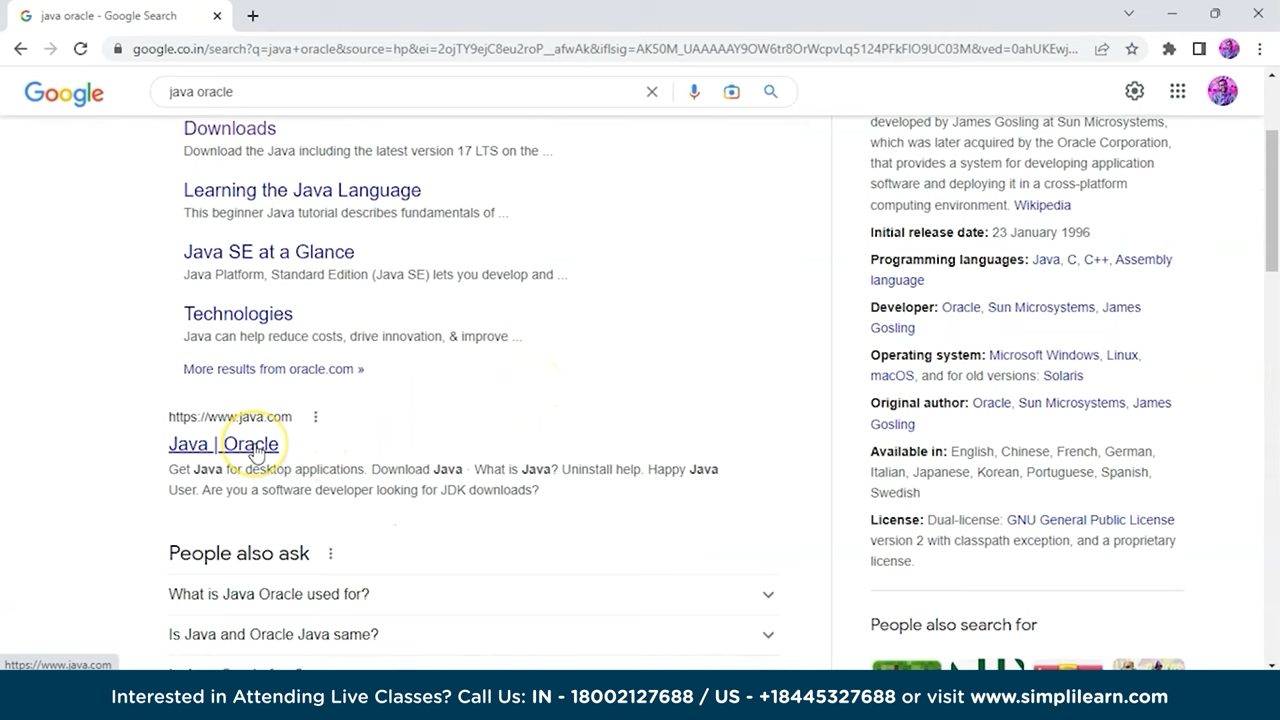 java oracle - Google Search
google.co.in/search?q=java+oracle&source=hp&ei=2ojTY9ejC8eu2roP__afwAk&iflsig=AK50M_UAAAAAY9OW6tr8OrWcpvLq5124PFkFIO9UC03M&ved=0ahUKEwj...
Google
java oracle
Downloads
Download the Java including the latest version 17 LTS on the ...
Learning the Java Language
This beginner Java tutorial describes fundamentals of ...
Java SE at a Glance
Java Platform, Standard Edition (Java SE) lets you develop and ...
Technologies
Java can help reduce costs, drive innovation, & improve ...
More results from oracle.com »
https://www.java.com
Java | Oracle
Get Java for desktop applications. Download Java · What is Java? Uninstall help. Happy Java
User. Are you a software developer looking for JDK downloads?
People also ask
What is Java Oracle used for?
Is Java and Oracle Java same?
https://www.java.com
developed by James Gosling at Sun Microsystems,
which was later acquired by the Oracle Corporation,
that provides a system for developing application
software and deploying it in a cross-platform
computing environment. Wikipedia
Initial release date: 23 January 1996
Programming languages: Java, C, C++, Assembly
language
Developer: Oracle, Sun Microsystems, James
Gosling
Operating system: Microsoft Windows, Linux,
macOS, and for old versions: Solaris
Original author: Oracle, Sun Microsystems, James
Gosling
Available in: English, Chinese, French, German,
Italian, Japanese, Korean, Portuguese, Spanish,
Swedish
License: Dual-license: GNU General Public License
version 2 with classpath exception, and a proprietary
license.
People also search for
Interested in Attending Live Classes? Call Us: IN - 18002127688 / US - +18445327688 or visit www.simplilearn.com